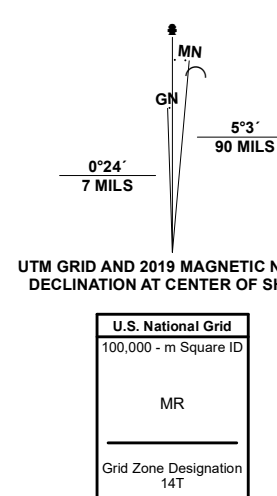 MN
GN
5°3´
90 MILS
0°24´
7 MILS
UTM GRID AND 2019 MAGNETIC N
DECLINATION AT CENTER OF SH
U.S. National Grid
100,000 - m Square ID
MR
Grid Zone Designation
14T